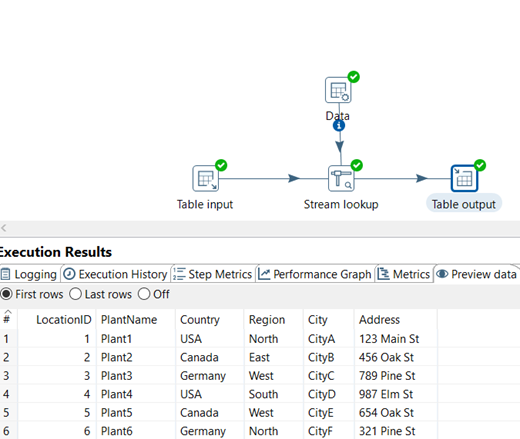 Data
Table input
Stream lookup
Table output
Execution Results
Logging Execution History Step Metrics Performance Graph Metrics Preview data
First rows Last rows Off
# LocationID PlantName Country Region City Address
1 1 Plant1 USA North CityA 123 Main St
2 2 Plant2 Canada East CityB 456 Oak St
3 3 Plant3 Germany West CityC 789 Pine St
4 4 Plant4 USA South CityD 987 Elm St
5 5 Plant5 Canada West CityE 654 Oak St
6 6 Plant6 Germany North CityF 321 Pine St